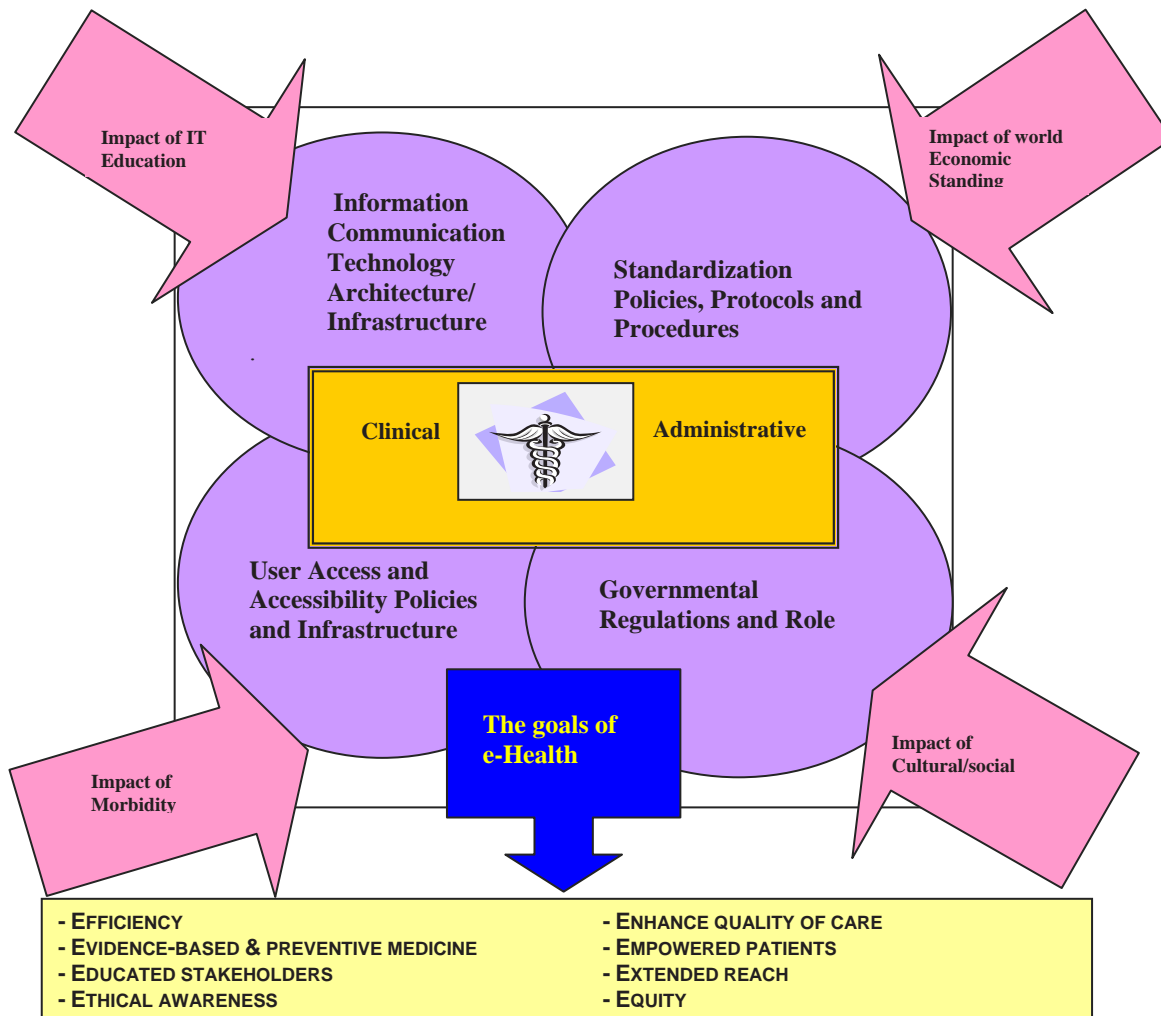 Impact of IT
Education
Impact of world
Economic
Standing
Information
Communication
Technology
Architecture/
Infrastructure
Standardization
Policies, Protocols and
Procedures
Clinical
Administrative
User Access and
Accessibility Policies
and Infrastructure
Governmental
Regulations and Role
The goals of
e-Health
Impact of
Morbidity
Impact of
Cultural/social
- EFFICIENCY
- EVIDENCE-BASED & PREVENTIVE MEDICINE
- EDUCATED STAKEHOLDERS
- ETHICAL AWARENESS
- ENHANCE QUALITY OF CARE
- EMPOWERED PATIENTS
- EXTENDED REACH
- EQUITY